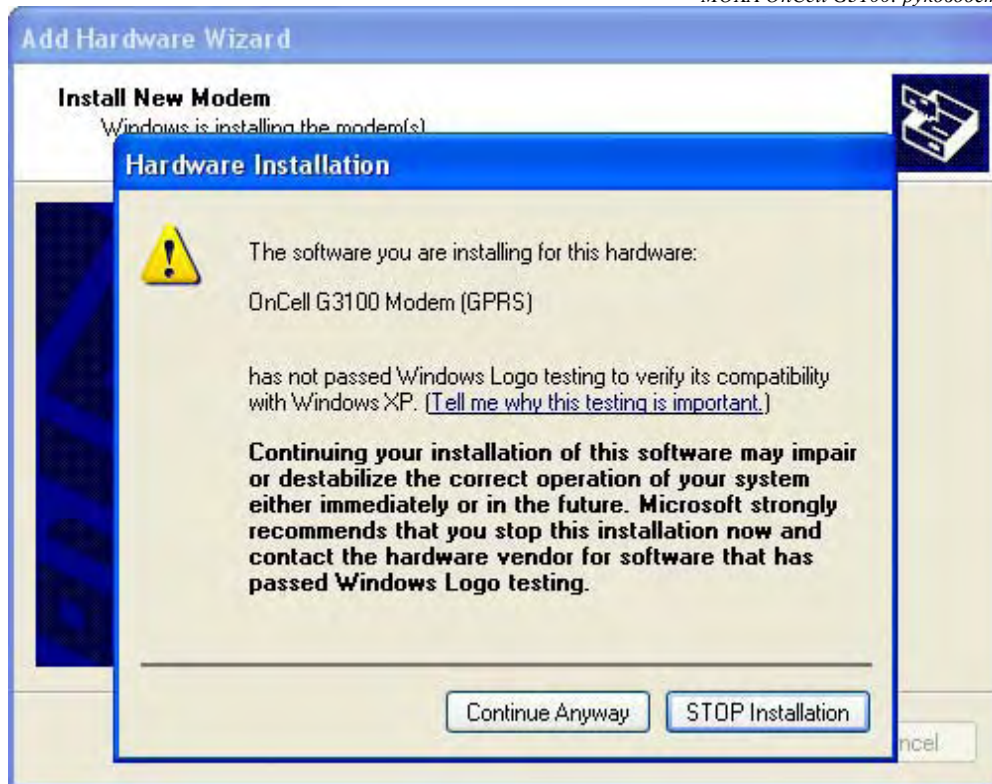 MOXA OnCell G3100:
Add Hardware Wizard
Install New Modem
Windows is installing the modem(s)
Hardware Installation
The software you are installing for this hardware:
OnCell G3100 Modem (GPRS)
has not passed Windows Logo testing to verify its compatibility
with Windows XP. (Tell me why this testing is important.)
Continuing your installation of this software may impair
or destabilize the correct operation of your system
either immediately or in the future. Microsoft strongly
recommends that you stop this installation now and
contact the hardware vendor for software that has
passed Windows Logo testing.
Continue Anyway
STOP Installation
ncel